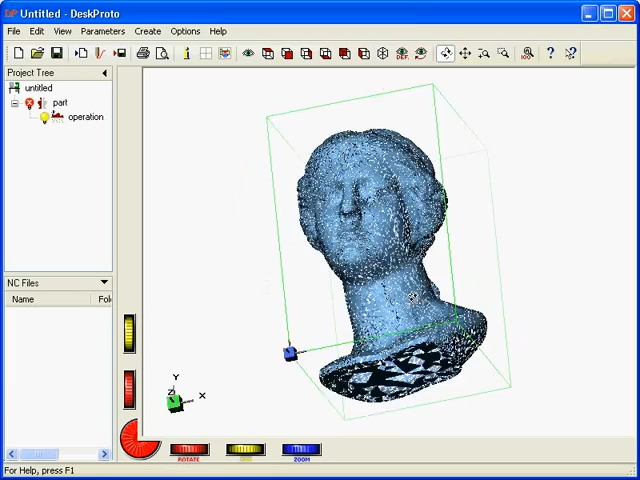 Untitled - DeskProto
File Edit View Parameters Create Options Help
Project Tree
untitled
part
operation
NC Files
Name Fol
Y
Z X
ROTATE ZOOM
For Help, press F1